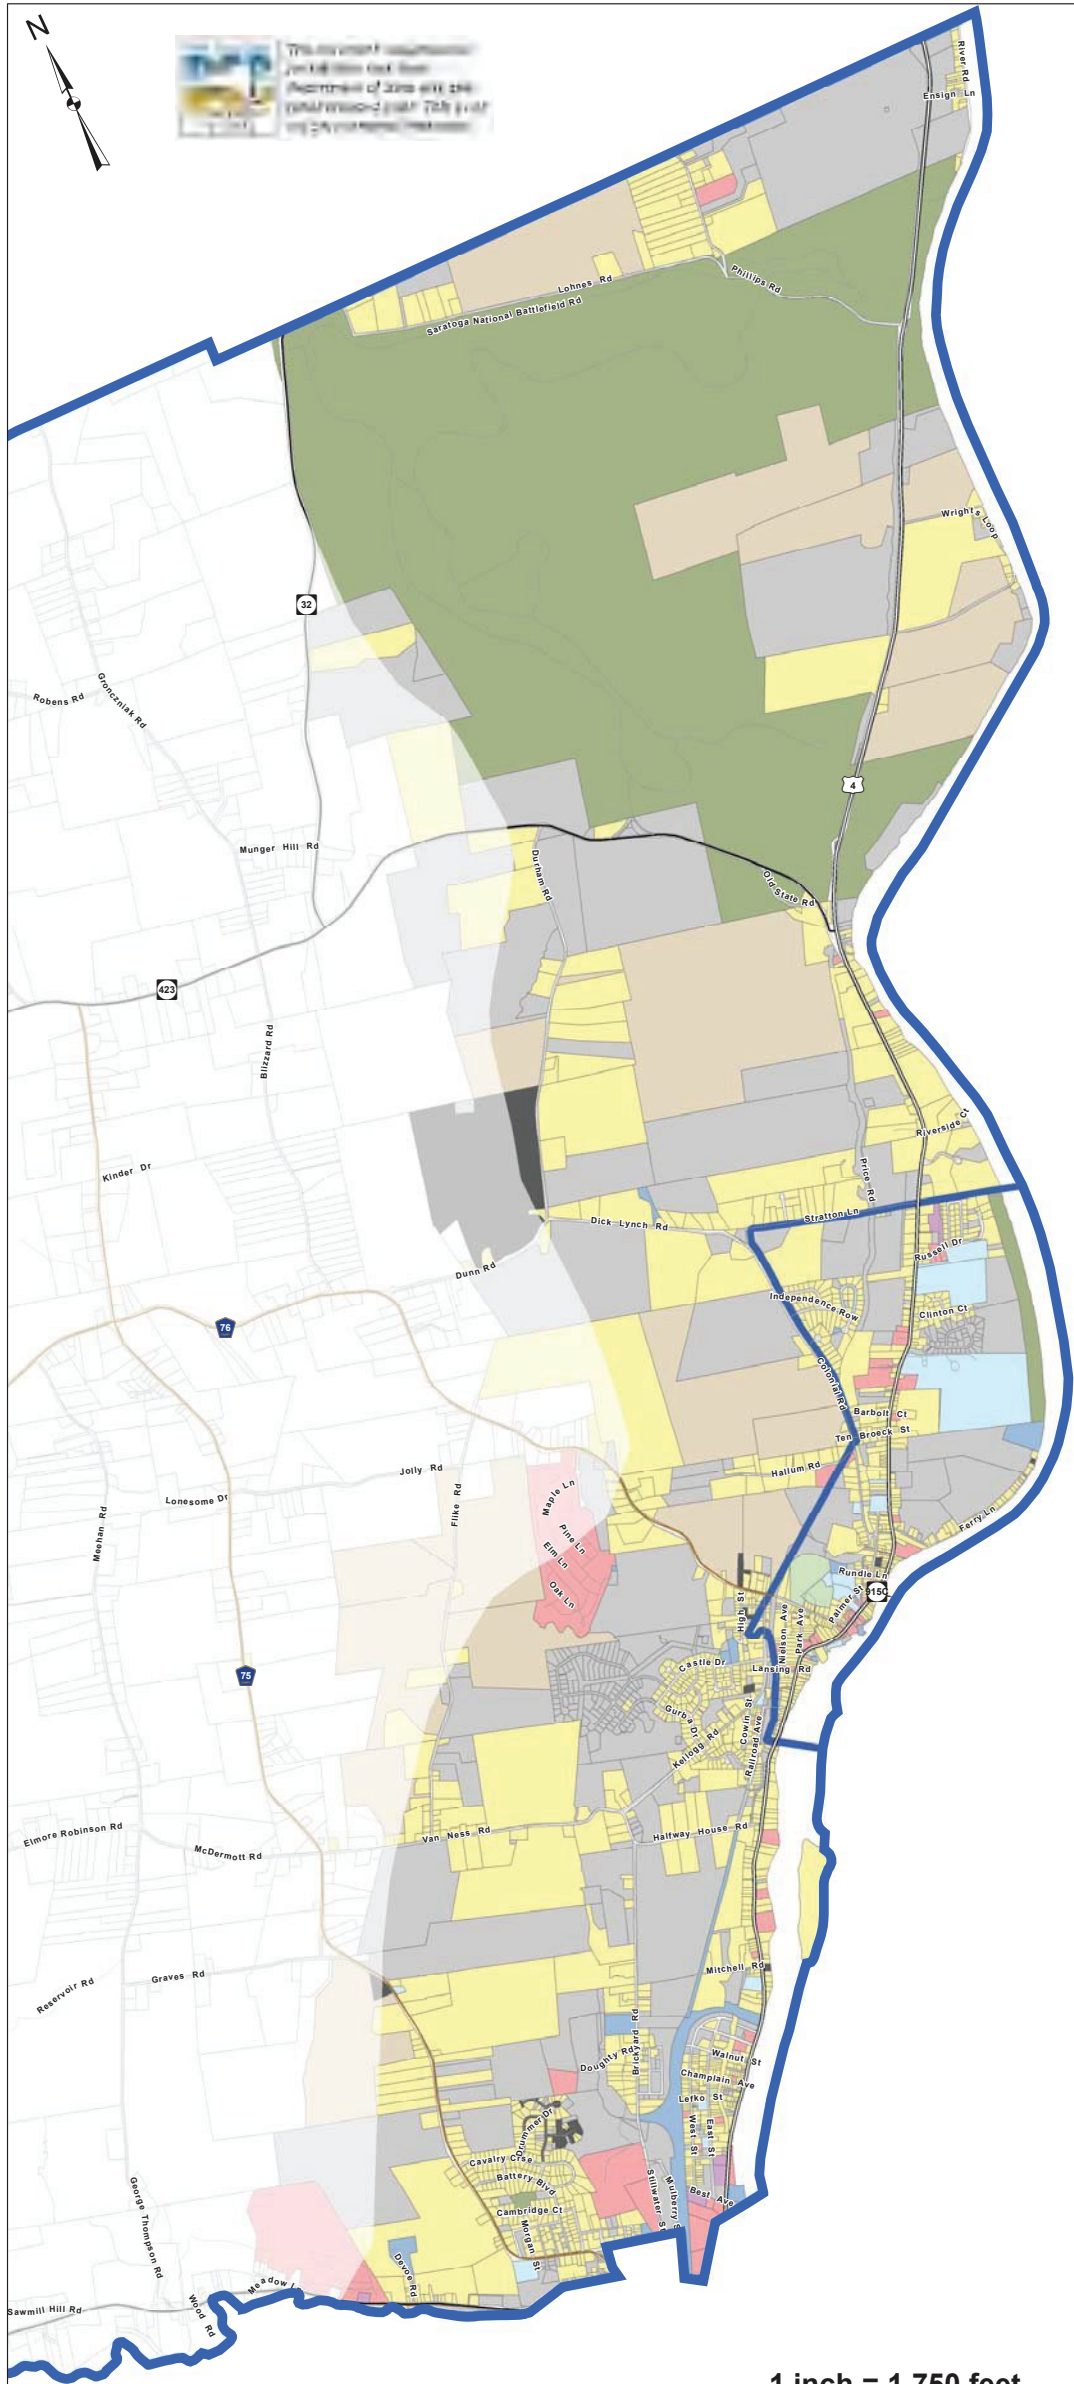 N
River Rd
Ensign Ln
Phillips Rd
Lohnes Rd
Saratoga National Battlefield Rd
Wrights Loop
32
Robens Rd
Gronczniak Rd
4
Munger Hill Rd
Durham Rd
Old State Rd
423
Blizzard Rd
Riverside Ct
Kinder Dr
Price Rd
Dick Lynch Rd
Stratton Ln
Russell Dr
Dunn Rd
Independence Row
Clinton Ct
76
Colonial Rd
Barbolt Ct
Ten Broeck St
Jolly Rd
Hallum Rd
Lonesome Dr
Flike Rd
Maple Ln
Meehan Rd
Pine Ln
Elm Ln
Oak Ln
Ferry Ln
Rundle Ln
915C
Palmer St
High St
Nielson Ave
Park Ave
Castle Dr
Lansing Rd
75
Gurba Dr
Cowin St
Railroad Ave
Kellogg Rd
Elmore Robinson Rd
Van Ness Rd
Halfway House Rd
McDermott Rd
Mitchell Rd
Graves Rd
Reservoir Rd
Brickyard Rd
Doughty Rd
Walnut St
Champlain Ave
Lefko St
West St
East St
Drummer Dr
Cavalry Crse
Battery Blvd
Stillwater St
Mulberry S
Best Ave
Cambridge Ct
Morgan St
George Thompson Rd
Devoe Rd
Meadow L
Wood Rd
Sawmill Hill Rd
1 inch = 1,750 feet